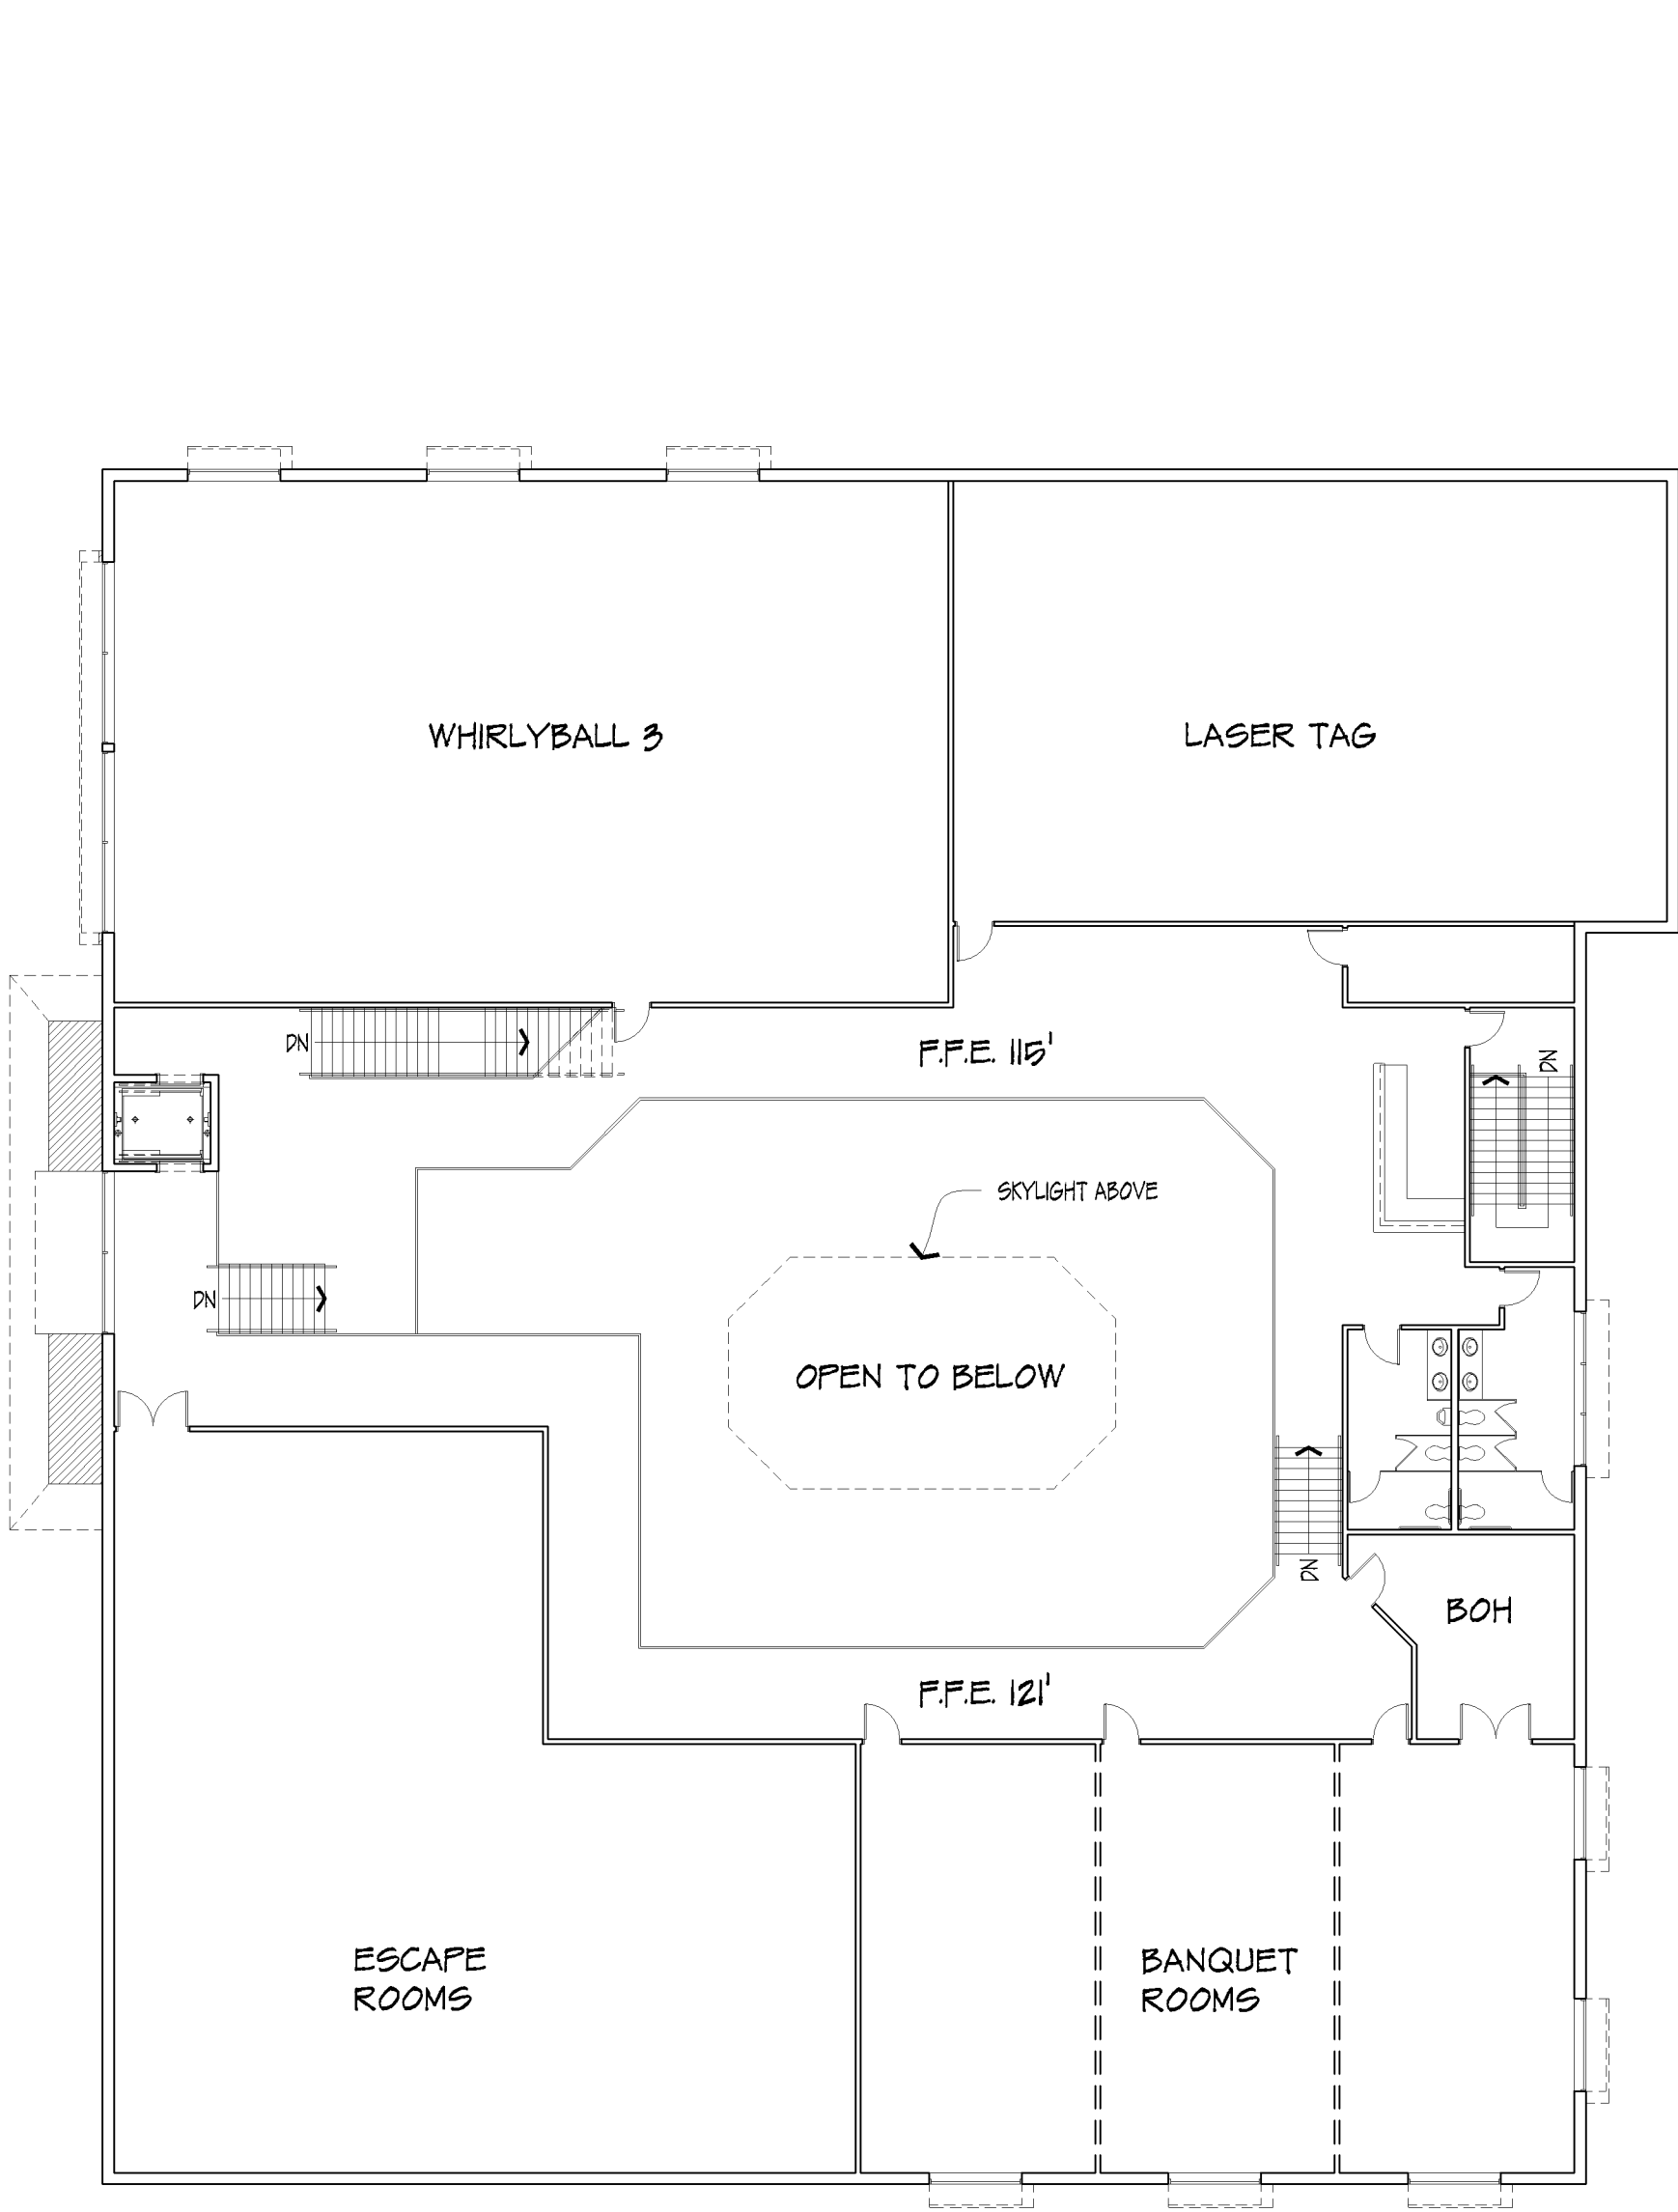 WHIRLYBALL 3
LASER TAG
DN
F.F.E. 115'
DN
SKYLIGHT ABOVE
DN
OPEN TO BELOW
DN
BOH
F.F.E. 121'
ESCAPE
ROOMS
BANQUET
ROOMS